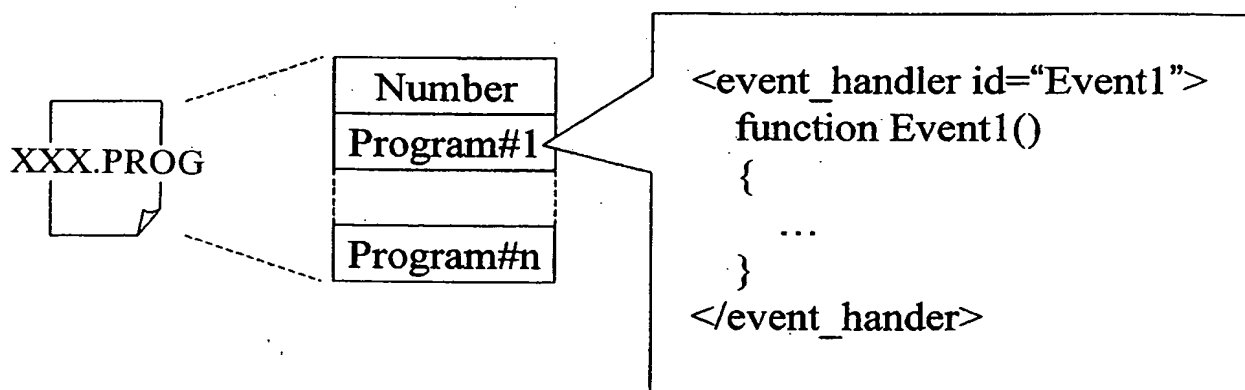 XXX.PROG
Number
Program#1
Program#n
<event_handler id=“Event1”>
function Event1()
{
...
}
</event_hander>